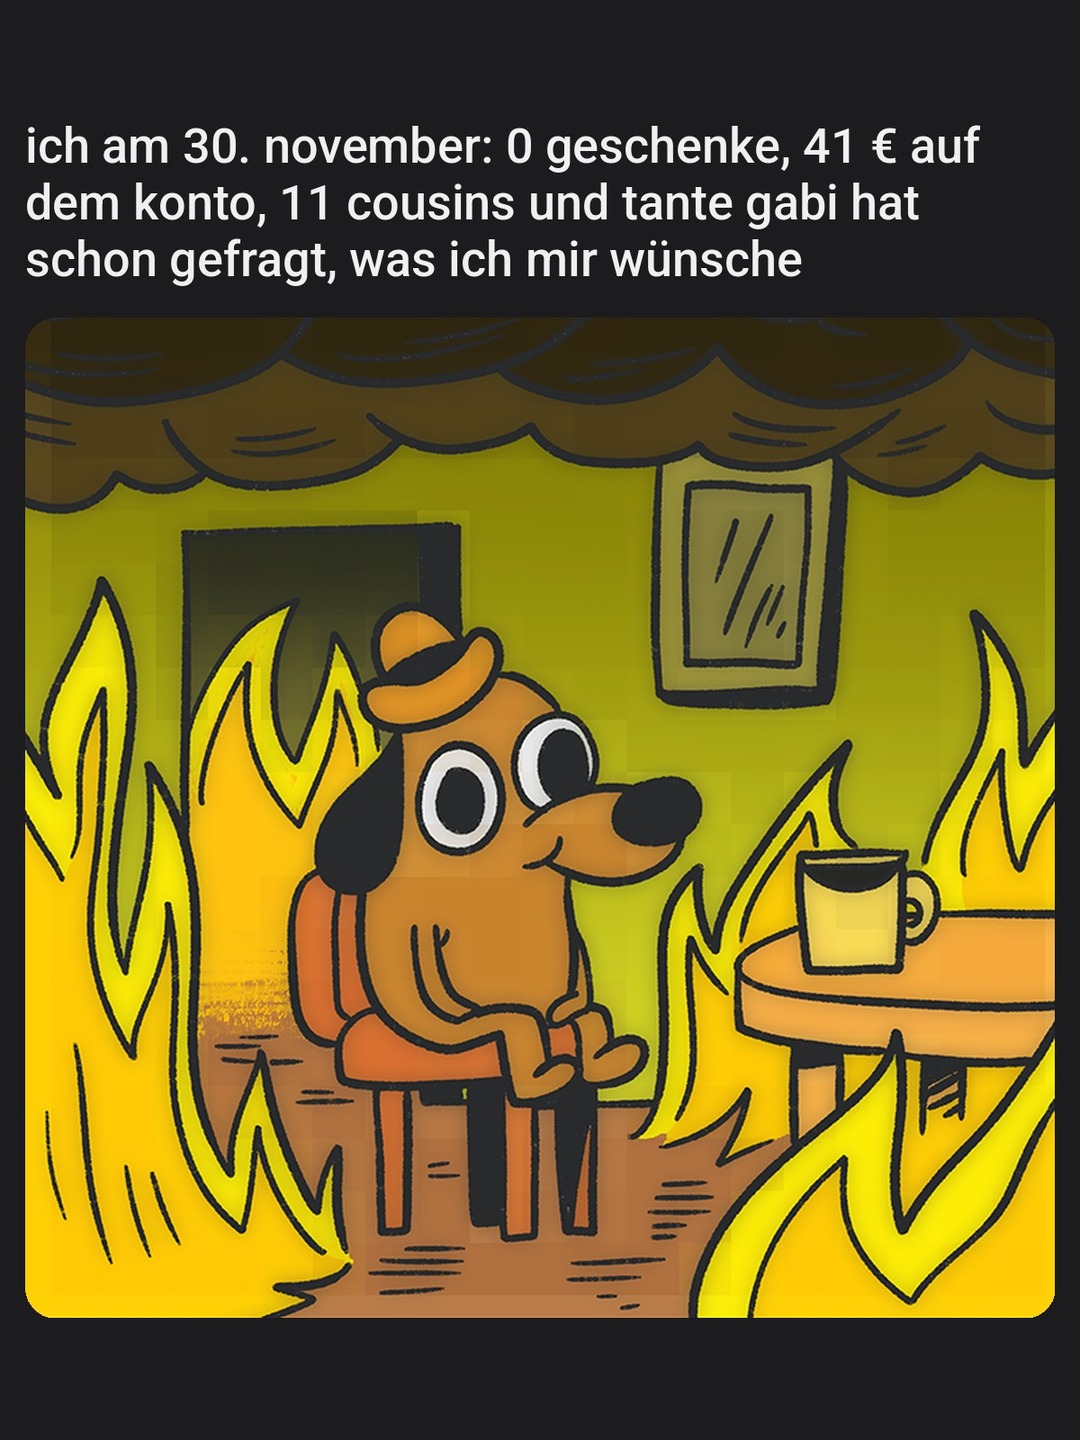 ich am 30. november: 0 geschenke, 41 € auf
dem konto, 11 cousins und tante gabi hat
schon gefragt, was ich mir wünsche